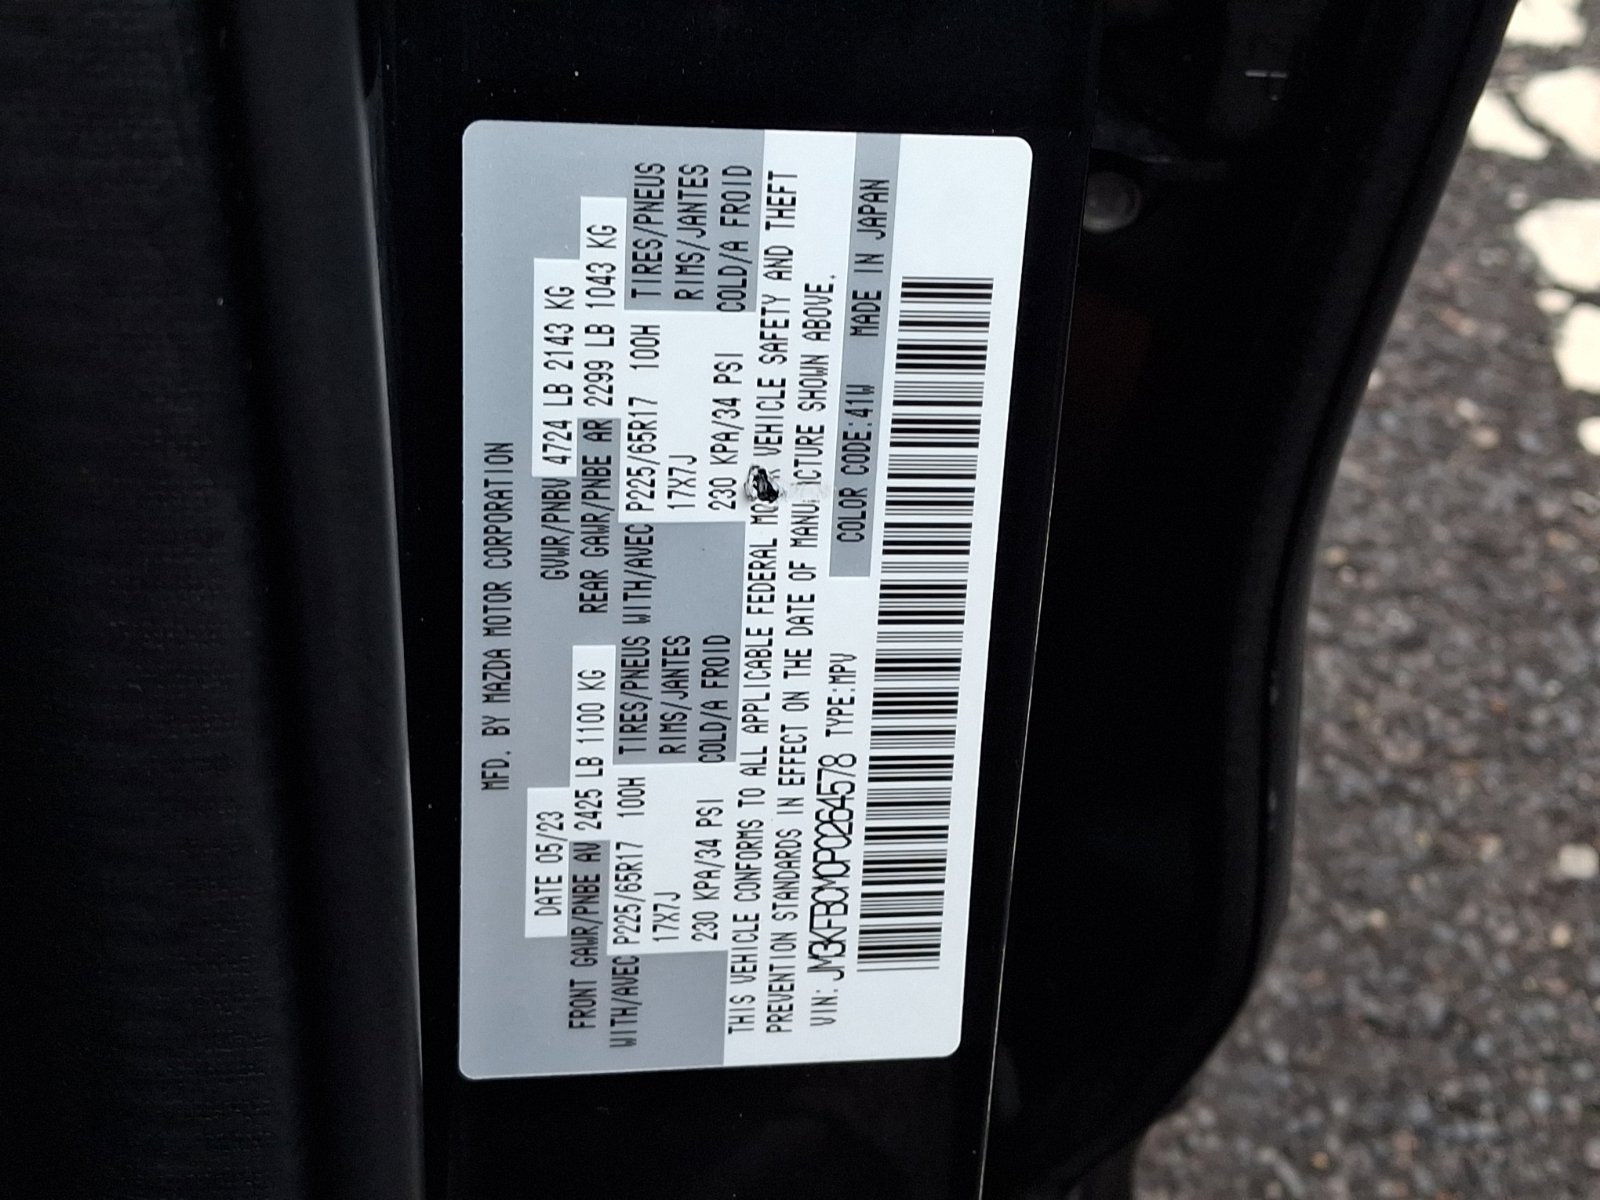 MFD. BY MAZDA MOTOR CORPORATION
DATE 05/23 GVWR/PNBV 4724 LB 2143 KG
FRONT GAWR/PNBE AV 2425 LB 1100 KG REAR GAWR/PNBE AR 2299 LB 1043 KG
WITH/AVEC P225/65R17 100H TIRES/PNEUS WITH/AVEC P225/65R17 100H TIRES/PNEUS
17X7J RIMS/JANTES 17X7J RIMS/JANTES
230 KPA/34 PSI COLD/A FROID 230 KPA/34 PSI COLD/A FROID
THIS VEHICLE CONFORMS TO ALL APPLICABLE FEDERAL VEHICLE SAFETY AND THEFT
PREVENTION STANDARDS IN EFFECT ON THE DATE OF MANUFACTURE SHOWN ABOVE.
VIN: JM3KFBCM0P0264578 TYPE:MPV COLOR CODE:41W MADE IN JAPAN